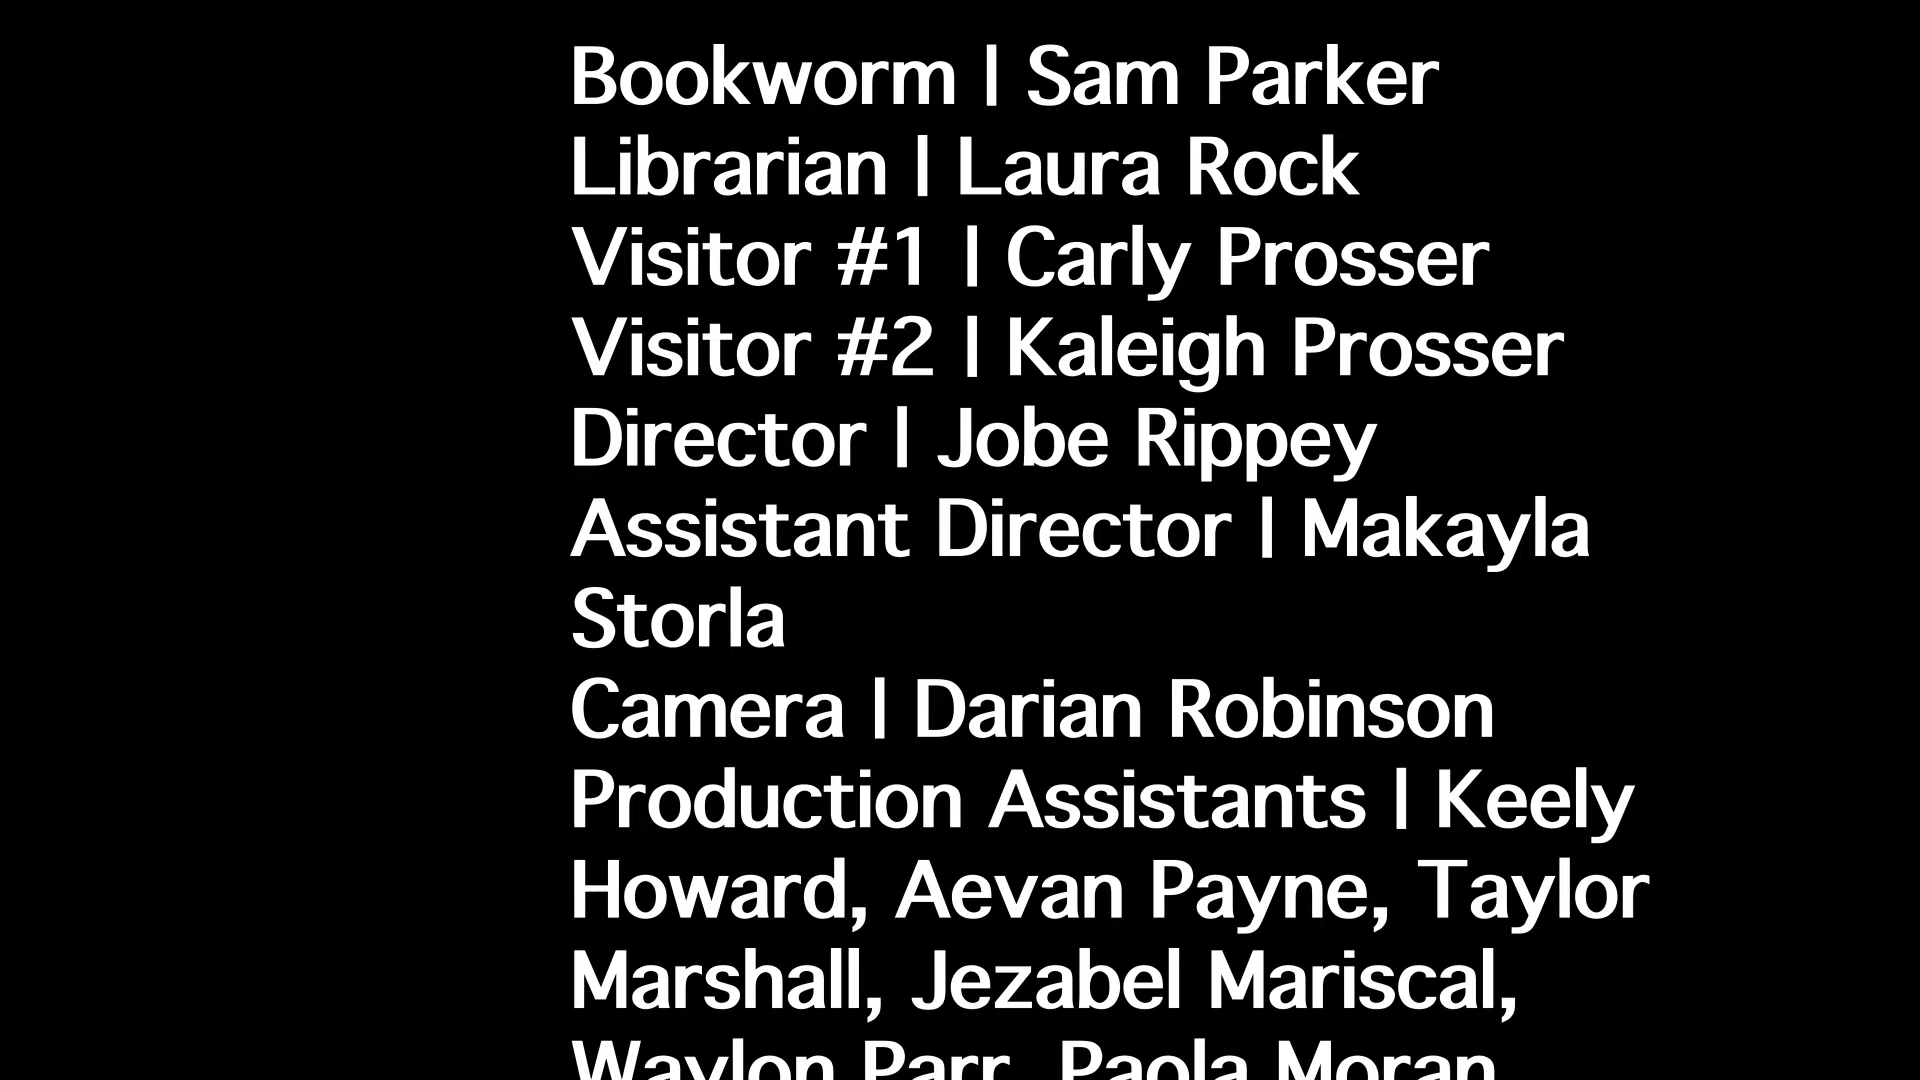 Bookworm | Sam Parker
Librarian | Laura Rock
Visitor #1 | Carly Prosser
Visitor #2 | Kaleigh Prosser
Director | Jobe Rippey
Assistant Director | Makayla
Storla
Camera | Darian Robinson
Production Assistants | Keely
Howard, Aevan Payne, Taylor
Marshall, Jezabel Mariscal,
Waylon Parr, Paola Moran